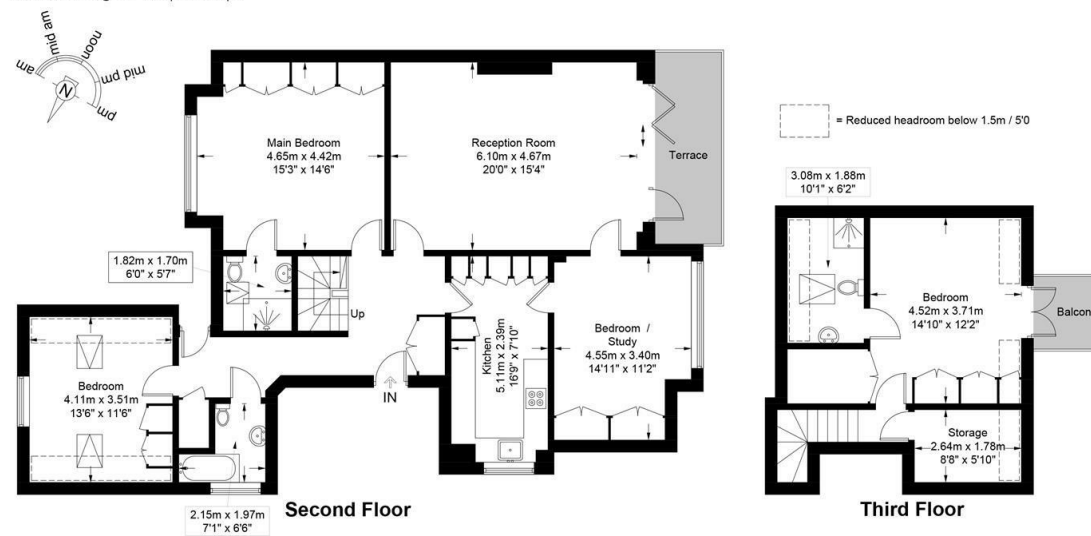 am
mid am
noon
mid pm
pm
N
Main Bedroom
4.65m x 4.42m
15'3" x 14'6"
Reception Room
6.10m x 4.67m
20'0" x 15'4"
Terrace
= Reduced headroom below 1.5m / 5'0
3.08m x 1.88m
10'1" x 6'2"
1.82m x 1.70m
6'0" x 5'7"
Up
Bedroom /
Study
4.55m x 3.40m
14'11" x 11'2"
Kitchen
5.11m x 2.39m
16'9" x 7'10"
IN
Bedroom
4.11m x 3.51m
13'6" x 11'6"
2.15m x 1.97m
7'1" x 6'6"
Second Floor
Bedroom
4.52m x 3.71m
14'10" x 12'2"
Balcon
Storage
2.64m x 1.78m
8'8" x 5'10"
Third Floor